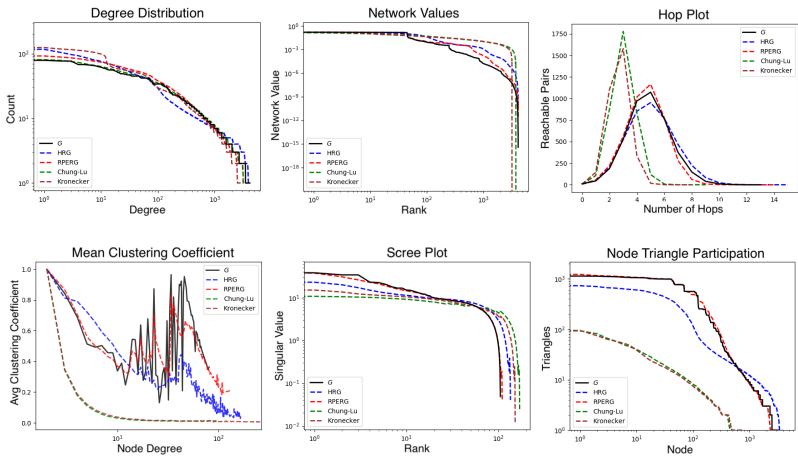 Degree Distribution
Count
10²
10¹
10⁰
G
HRG
RPERG
Chung-Lu
Kronecker
10⁰
10¹
10²
10³
Degree
Network Values
Network Value
10⁰
10⁻³
10⁻⁶
10⁻⁹
10⁻¹²
10⁻¹⁵
10⁻¹⁸
G
HRG
RPERG
Chung-Lu
Kronecker
10⁰
10¹
10²
10³
Rank
Hop Plot
Reachable Pairs
1750
1500
1250
1000
750
500
250
0
G
HRG
RPERG
Chung-Lu
Kronecker
0 2 4 6 8 10 12 14
Number of Hops
Mean Clustering Coefficient
Avg Clustering Coefficient
1.0
0.8
0.6
0.4
0.2
0.0
G
HRG
RPERG
Chung-Lu
Kronecker
10¹
10²
Node Degree
Scree Plot
Singular Value
10¹
10⁰
10⁻¹
10⁻²
G
HRG
RPERG
Chung-Lu
Kronecker
10⁰
10¹
10²
Rank
Node Triangle Participation
Triangles
10³
10²
10¹
10⁰
G
HRG
RPERG
Chung-Lu
Kronecker
10⁰
10¹
10²
10³
Node